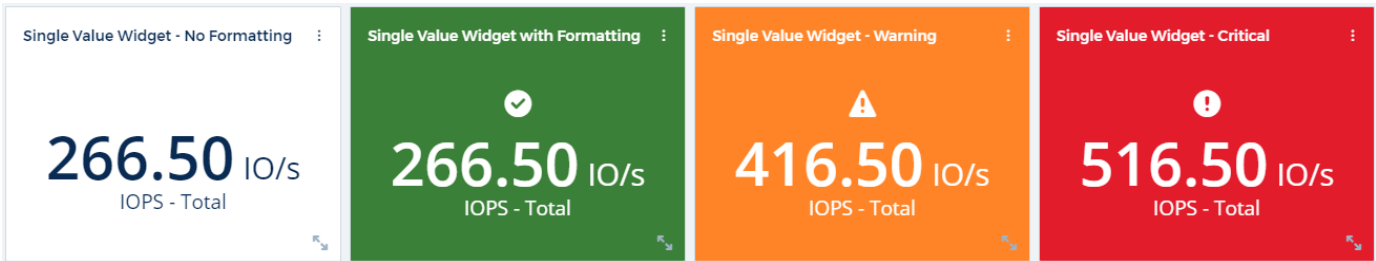 Single Value Widget - No Formatting
266.50 IO/s
IOPS - Total
Single Value Widget with Formatting
266.50 IO/s
IOPS - Total
Single Value Widget - Warning
416.50 IO/s
IOPS - Total
Single Value Widget - Critical
516.50 IO/s
IOPS - Total